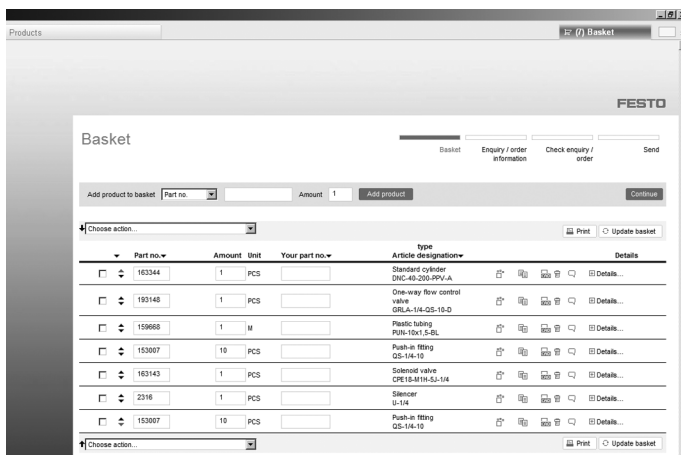 Products
(7) Basket
FESTO
Basket
Basket
Enquiry / order
information
Check enquiry /
order
Send
Add product to basket Part no. Amount 1 Add product Continue
Choose action... Print Update basket
Part no. Amount Unit Your part no. type
Article designation Details
163344 1 PCS Standard cylinder
DNC-40-200-PPV-A Details...
193148 1 PCS One-way flow control
valve
GRLA-1/4-QS-10-D Details...
159668 1 M Plastic tubing
PUN-10x1,5-BL Details...
153007 10 PCS Push-in fitting
QS-1/4-10 Details...
163143 1 PCS Solenoid valve
CPE18-M1H-5J-1/4 Details...
2316 1 PCS Silencer
U-1/4 Details...
153007 10 PCS Push-in fitting
QS-1/4-10 Details...
Choose action... Print Update basket